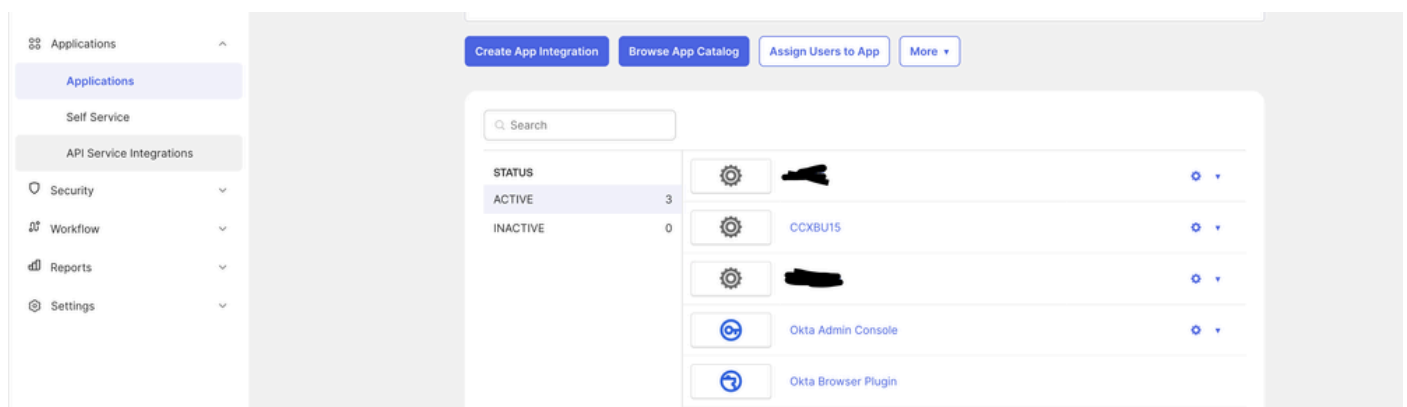 Applications
Applications
Self Service
API Service Integrations
Security
Workflow
Reports
Settings
Create App Integration
Browse App Catalog
Assign Users to App
More
Search
STATUS
ACTIVE 3
INACTIVE 0
CCXBU15
Okta Admin Console
Okta Browser Plugin